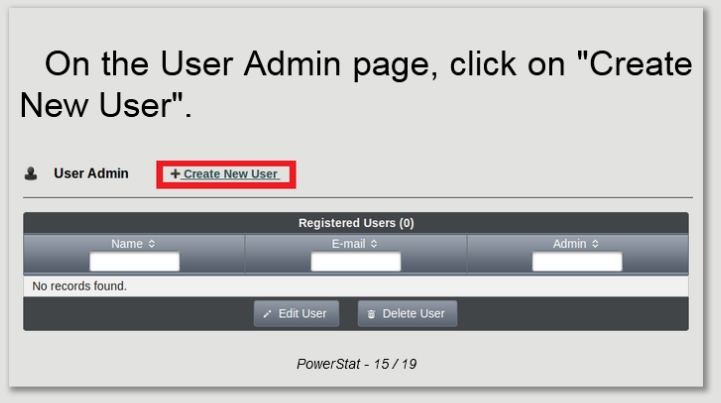 On the User Admin page, click on "Create
New User".
User Admin + Create New User
Registered Users (0)
Name E-mail Admin
No records found.
Edit User Delete User
PowerStat - 15 / 19